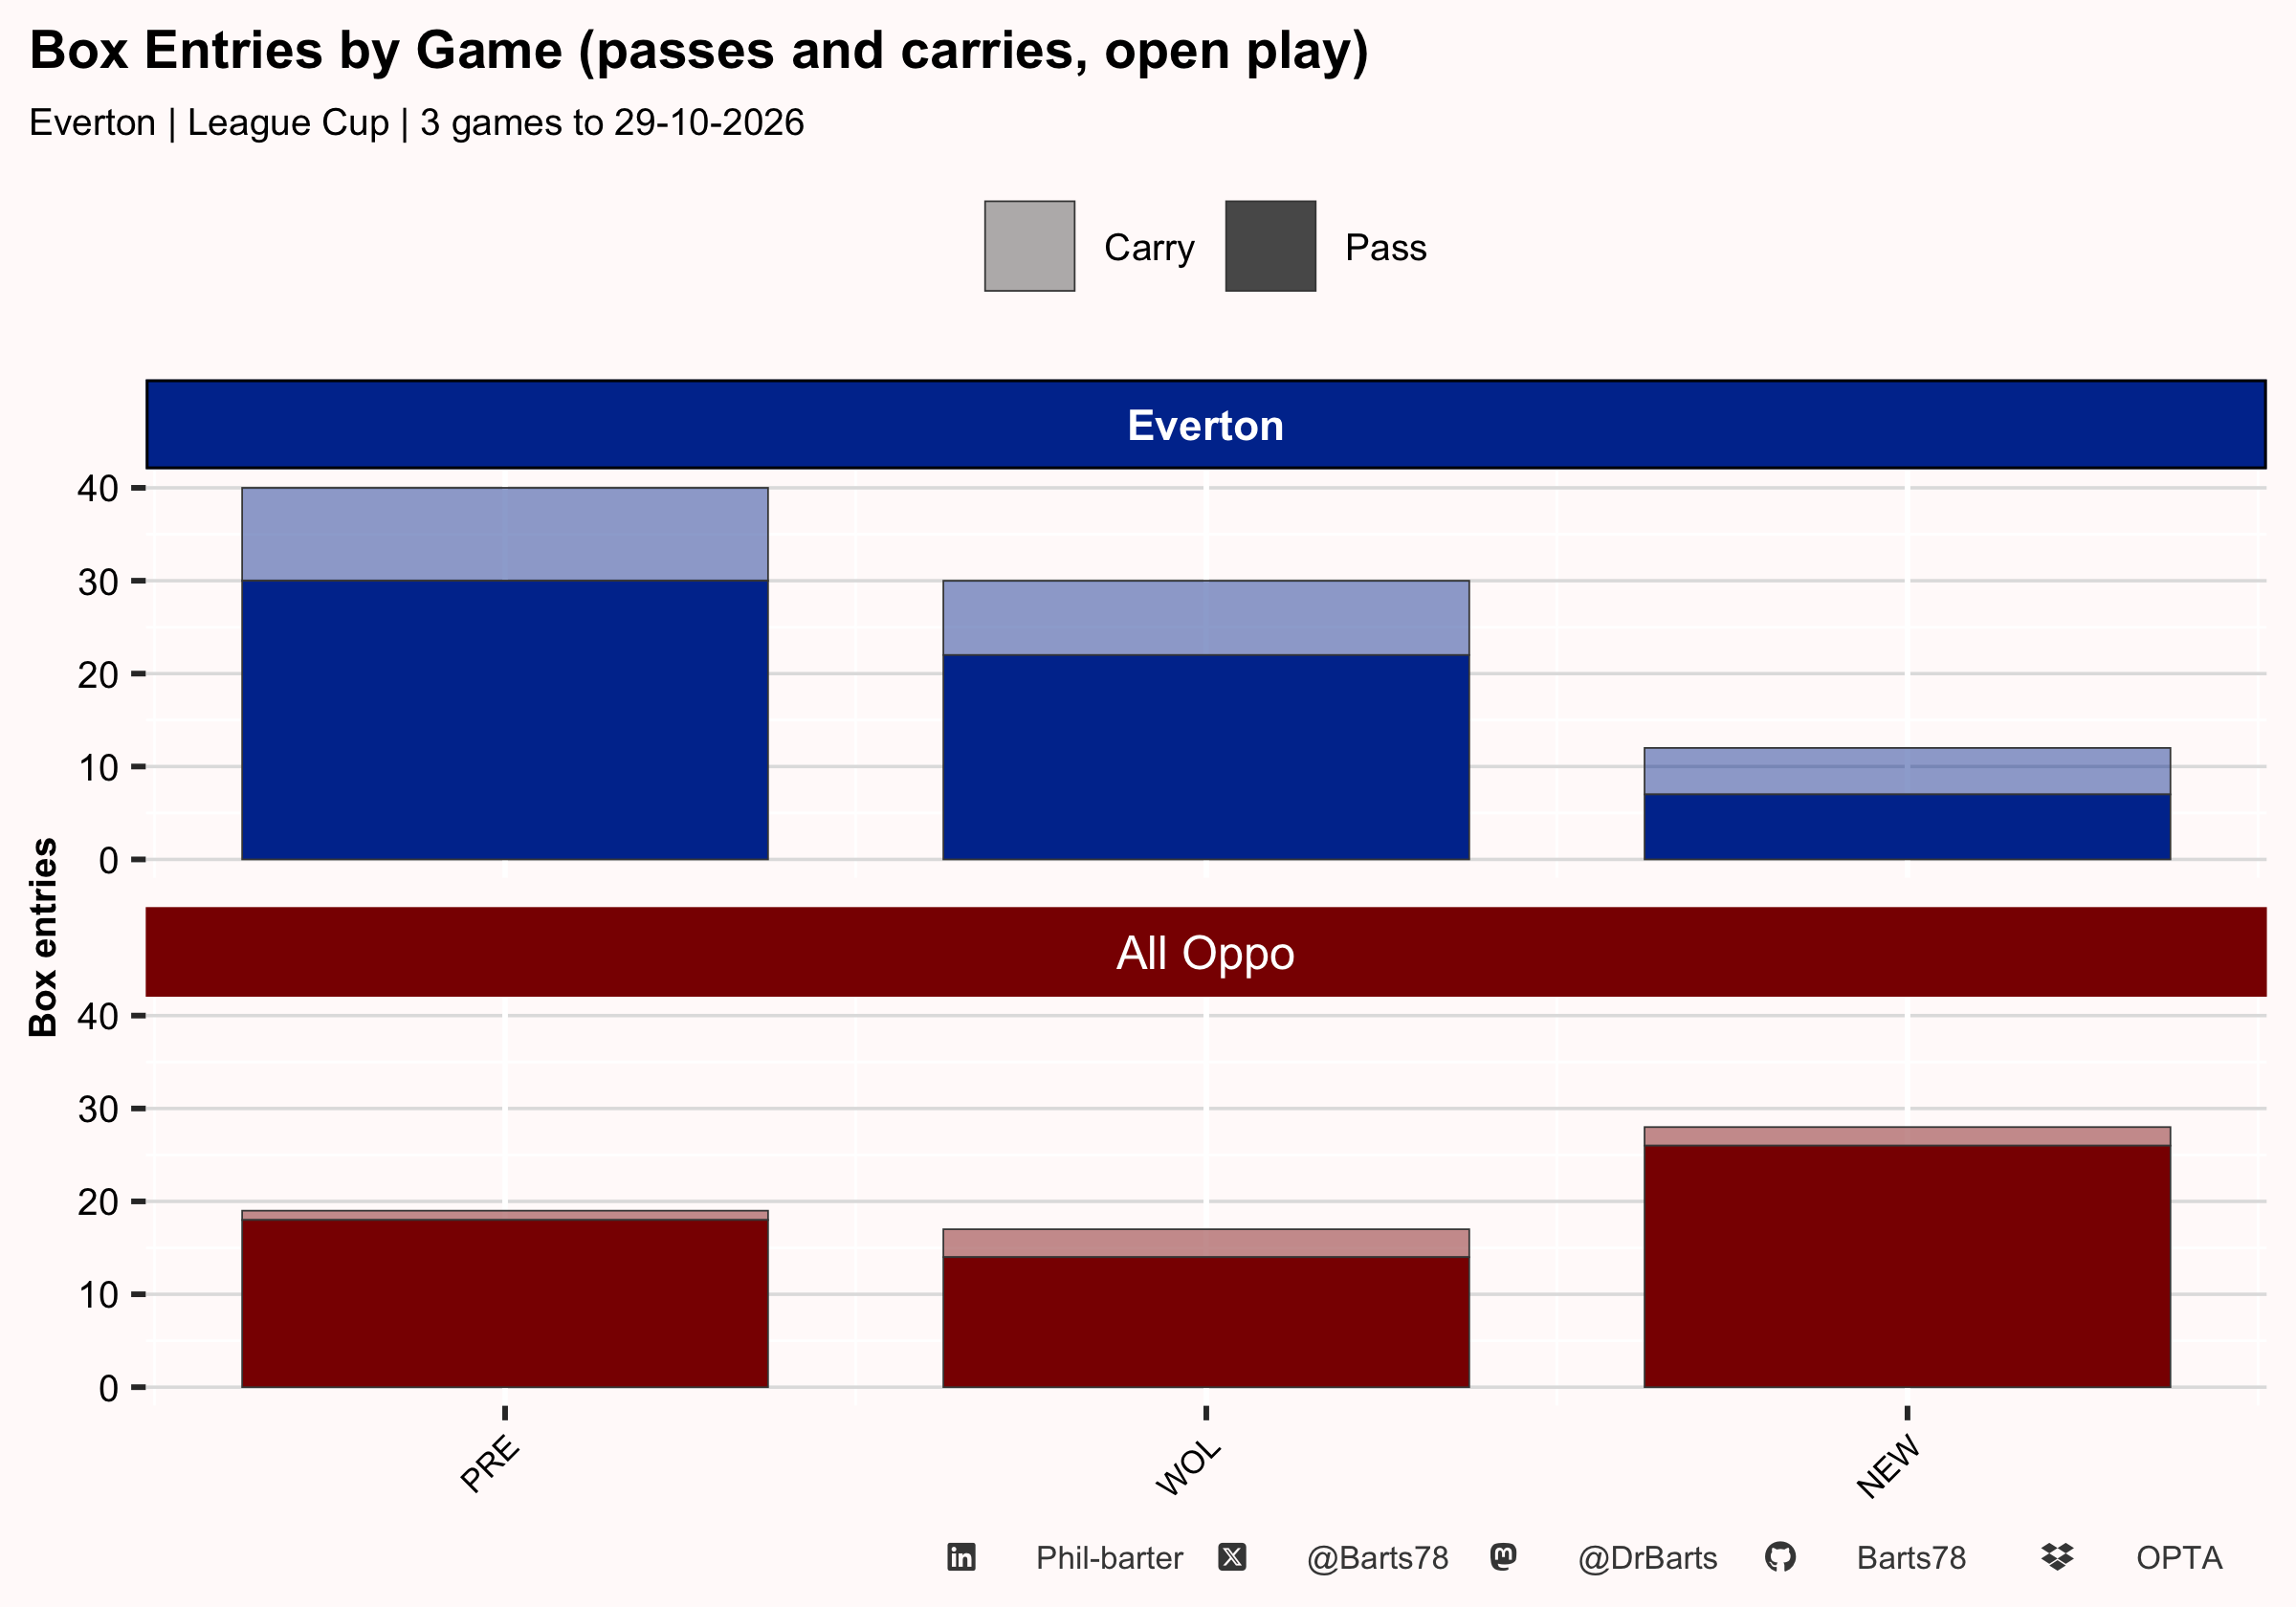 Box Entries by Game (passes and carries, open play)
Everton | League Cup | 3 games to 29-10-2026
Carry Pass
Everton
40
30
20
10
0
Box entries
All Oppo
40
30
20
10
0
PRE WOL NEW
Phil-barter @Barts78 @DrBarts Barts78 OPTA